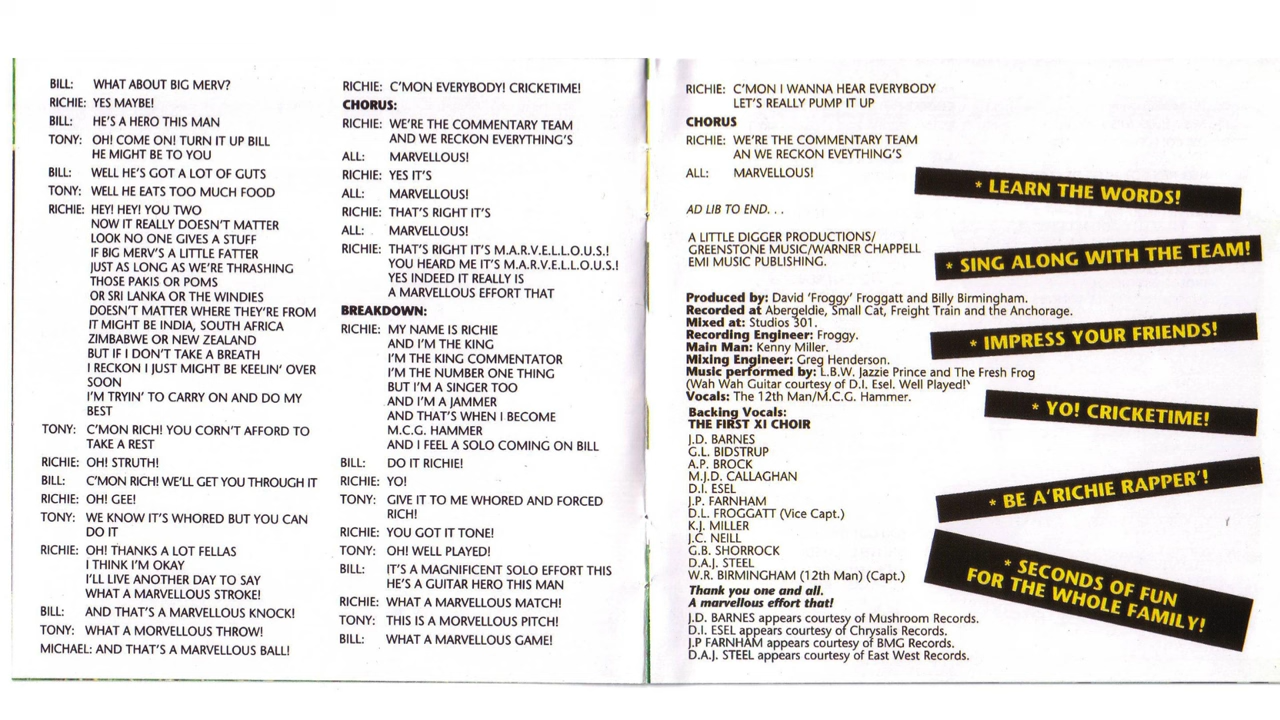 BILL: WHAT ABOUT BIG MERV?
RICHIE: YES MAYBE!
BILL: HE'S A HERO THIS MAN
TONY: OH! COME ON! TURN IT UP BILL
HE MIGHT BE TO YOU
BILL: WELL HE'S GOT A LOT OF GUTS
TONY: WELL HE EATS TOO MUCH FOOD
RICHIE: HEY! HEY! YOU TWO
NOW IT REALLY DOESN'T MATTER
LOOK NO ONE GIVES A STUFF
IF BIG MERV'S A LITTLE FATTER
JUST AS LONG AS WE'RE THRASHING
THOSE PAKIS OR POMS
OR SRI LANKA OR THE WINDIES
DOESN'T MATTER WHERE THEY'RE FROM
IT MIGHT BE INDIA, SOUTH AFRICA
ZIMBABWE OR NEW ZEALAND
BUT IF I DON'T TAKE A BREATH
I RECKON I JUST MIGHT BE KEELIN' OVER
SOON
I'M TRYIN' TO CARRY ON AND DO MY
BEST
TONY: C'MON RICH! YOU CORN'T AFFORD TO
TAKE A REST
RICHIE: OH! STRUTH!
BILL: C'MON RICH! WE'LL GET YOU THROUGH IT
RICHIE: OH! GEE!
TONY: WE KNOW IT'S WHORED BUT YOU CAN
DO IT
RICHIE: OH! THANKS A LOT FELLAS
I THINK I'M OKAY
I'LL LIVE ANOTHER DAY TO SAY
WHAT A MARVELLOUS STROKE!
BILL: AND THAT'S A MARVELLOUS KNOCK!
TONY: WHAT A MORVELLOUS THROW!
MICHAEL: AND THAT'S A MARVELLOUS BALL!
RICHIE: C'MON EVERYBODY! CRICKETIME!
CHORUS:
RICHIE: WE'RE THE COMMENTARY TEAM
AND WE RECKON EVERYTHING'S
ALL: MARVELLOUS!
RICHIE: YES IT'S
ALL: MARVELLOUS!
RICHIE: THAT'S RIGHT IT'S
ALL: MARVELLOUS!
RICHIE: THAT'S RIGHT IT'S M.A.R.V.E.L.L.O.U.S.!
YOU HEARD ME IT'S M.A.R.V.E.L.L.O.U.S.!
YES INDEED IT REALLY IS
A MARVELLOUS EFFORT THAT
BREAKDOWN:
RICHIE: MY NAME IS RICHIE
AND I'M THE KING
I'M THE KING COMMENTATOR
I'M THE NUMBER ONE THING
BUT I'M A SINGER TOO
AND I'M A JAMMER
AND THAT'S WHEN I BECOME
M.C.G. HAMMER
AND I FEEL A SOLO COMING ON BILL
BILL: DO IT RICHIE!
RICHIE: YO!
TONY: GIVE IT TO ME WHORED AND FORCED
RICH!
RICHIE: YOU GOT IT TONE!
TONY: OH! WELL PLAYED!
BILL: IT'S A MAGNIFICENT SOLO EFFORT THIS
HE'S A GUITAR HERO THIS MAN
RICHIE: WHAT A MARVELLOUS MATCH!
TONY: THIS IS A MORVELLOUS PITCH!
BILL: WHAT A MARVELLOUS GAME!
RICHIE: C'MON I WANNA HEAR EVERYBODY
LET'S REALLY PUMP IT UP
CHORUS
RICHIE: WE'RE THE COMMENTARY TEAM
AN WE RECKON EVEYTHING'S
ALL: MARVELLOUS!
AD LIB TO END. . .
A LITTLE DIGGER PRODUCTIONS/
GREENSTONE MUSIC/WARNER CHAPPELL
EMI MUSIC PUBLISHING.
Produced by: David 'Froggy' Froggatt and Billy Birmingham.
Recorded at Abergeldie, Small Cat, Freight Train and the Anchorage.
Mixed at: Studios 301.
Recording Engineer: Froggy.
Main Man: Kenny Miller.
Mixing Engineer: Greg Henderson.
Music performed by: L.B.W. Jazzie Prince and The Fresh Frog
(Wah Wah Guitar courtesy of D.I. Esel. Well Played!)
Vocals: The 12th Man/M.C.G. Hammer.
Backing Vocals:
THE FIRST XI CHOIR
J.D. BARNES
G.L. BIDSTRUP
A.P. BROCK
M.J.D. CALLAGHAN
D.I. ESEL
J.P. FARNHAM
D.L. FROGGATT (Vice Capt.)
K.J. MILLER
J.C. NEILL
G.B. SHORROCK
D.A.J. STEEL
W.R. BIRMINGHAM (12th Man) (Capt.)
Thank you one and all.
A marvellous effort that!
J.D. BARNES appears courtesy of Mushroom Records.
D.I. ESEL appears courtesy of Chrysalis Records.
J.P FARNHAM appears courtesy of BMG Records.
D.A.J. STEEL appears courtesy of East West Records.
* LEARN THE WORDS!
* SING ALONG WITH THE TEAM!
* IMPRESS YOUR FRIENDS!
* YO! CRICKETIME!
* BE A'RICHIE RAPPER'!
* SECONDS OF FUN
FOR THE WHOLE FAMILY!